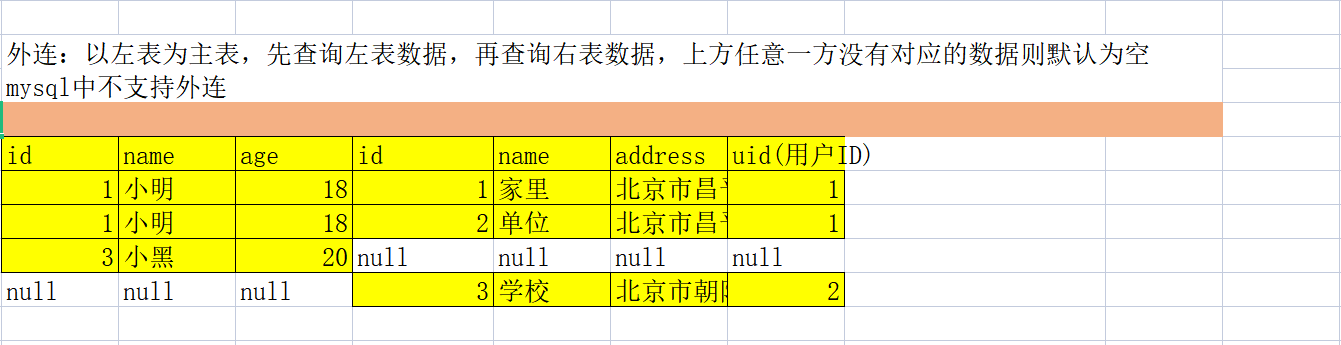 外连：以左表为主表，先查询左表数据，再查询右表数据，上方任意一方没有对应的数据则默认为空
mysql中不支持外连
id name age id name address uid(用户ID)
1 小明 18 1 家里 北京市昌 1
1 小明 18 2 单位 北京市昌 1
3 小黑 20 null null null null
null null null 3 学校 北京市朝 2